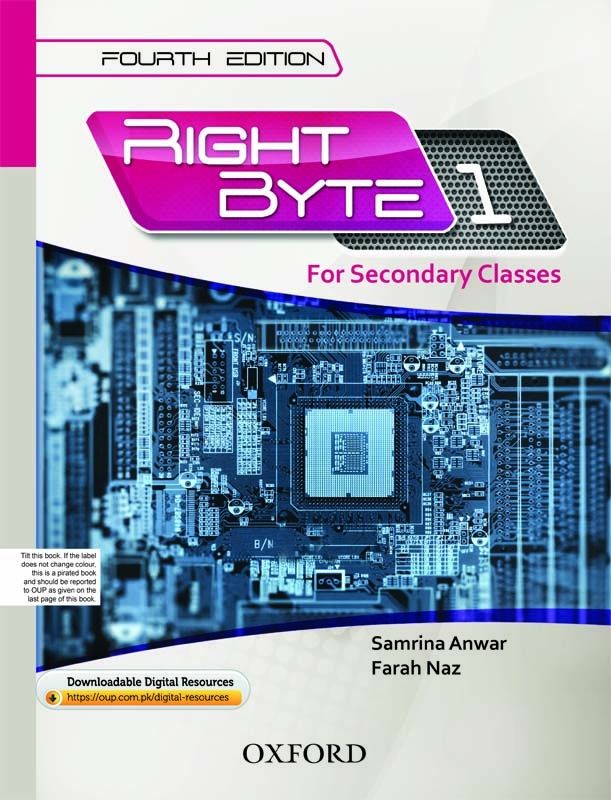 FOURTH EDITION
RIGHT
BYTE 1
For Secondary Classes
S/N
B/N
Tilt this book. If the label
does not change colour,
this is a pirated book
and should be reported
to OUP as given on the
last page of this book.
Samrina Anwar
Farah Naz
Downloadable Digital Resources
https://oup.com.pk/digital-resources
OXFORD